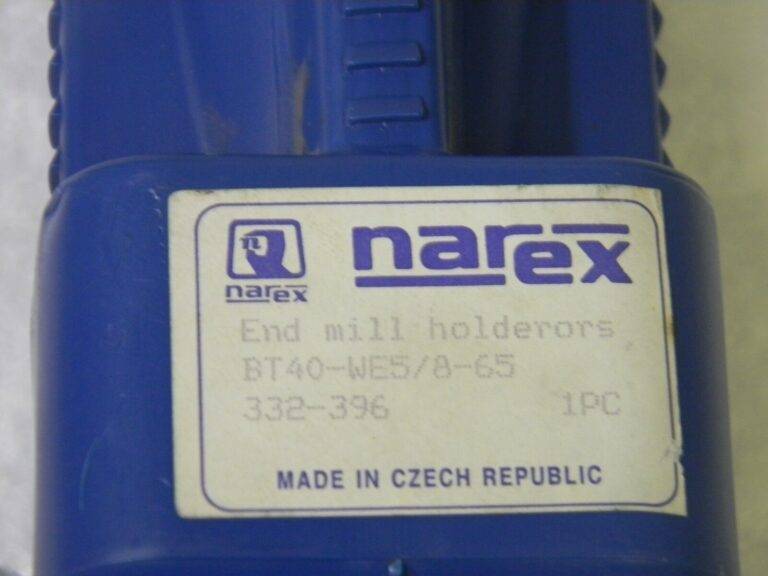 n
narex
narex
End mill holderors
BT40-WE5/8-65
332-396 1PC
MADE IN CZECH REPUBLIC